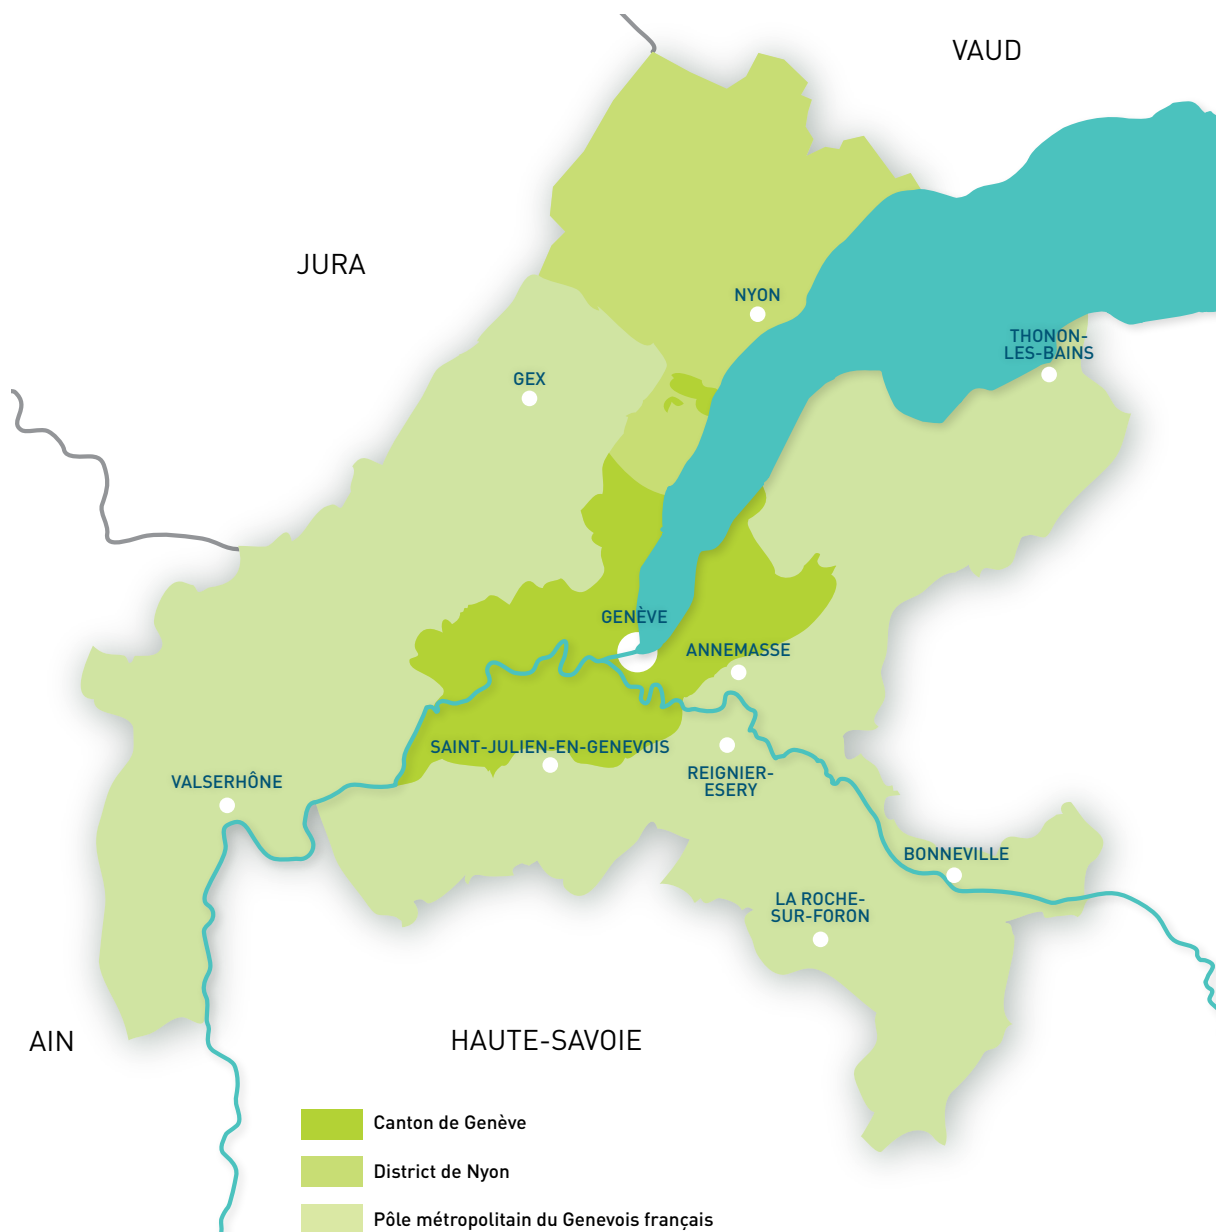 VAUD
JURA
NYON
THONON-
LES-BAINS
GEX
GENÈVE
ANNEMASSE
SAINT-JULIEN-EN-GENEVOIS
REIGNIER-
ESERY
VALSERHÔNE
BONNEVILLE
LA ROCHE-
SUR-FORON
AIN
HAUTE-SAVOIE
Canton de Genève
District de Nyon
Pôle métropolitain du Genevois français